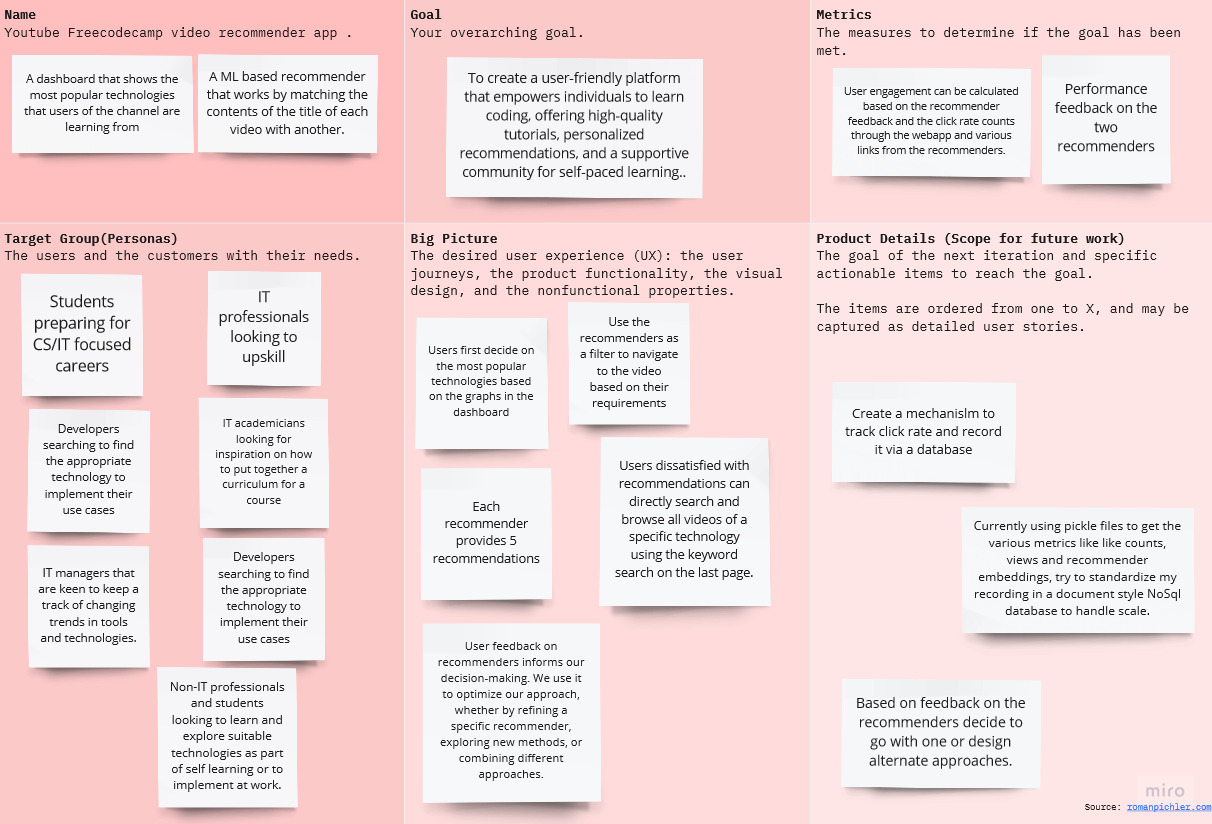 Name
Youtube Freecodecamp video recommender app .
A dashboard that shows the
most popular technologies
that users of the channel are
learning from
A ML based recommender
that works by matching the
contents of the title of each
video with another.
Goal
Your overarching goal.
To create a user-friendly platform
that empowers individuals to learn
coding, offering high-quality
tutorials, personalized
recommendations, and a supportive
community for self-paced learning..
Metrics
The measures to determine if the goal has been
met.
User engagement can be calculated
based on the recommender
feedback and the click rate counts
through the webapp and various
links from the recommenders.
Performance
feedback on the
two
recommenders
Target Group(Personas)
The users and the customers with their needs.
Students
preparing for
CS/IT focused
careers
IT
professionals
looking to
upskill
Developers
searching to find
the appropriate
technology to
implement their
use cases
IT academicians
looking for
inspiration on how
to put together a
curriculum for a
course
IT managers that
are keen to keep a
track of changing
trends in tools
and technologies.
Developers
searching to find
the appropriate
technology to
implement their
use cases
Non-IT professionals
and students
looking to learn and
explore suitable
technologies as part
of self learning or to
implement at work.
Big Picture
The desired user experience (UX): the user
journeys, the product functionality, the visual
design, and the nonfunctional properties.
Users first decide on
the most popular
technologies based
on the graphs in the
dashboard
Use the
recommenders as
a filter to navigate
to the video
based on their
requirements
Each
recommender
provides 5
recommendations
Users dissatisfied with
recommendations can
directly search and
browse all videos of a
specific technology
using the keyword
search on the last page.
User feedback on
recommenders informs our
decision-making. We use it
to optimize our approach,
whether by refining a
specific recommender,
exploring new methods, or
combining different
approaches.
Product Details (Scope for future work)
The goal of the next iteration and specific
actionable items to reach the goal.
The items are ordered from one to X, and may be
captured as detailed user stories.
Create a mechanislm to
track click rate and record
it via a database
Currently using pickle files to get the
various metrics like like counts,
views and recommender
embeddings, try to standardize my
recording in a document style NoSql
database to handle scale.
Based on feedback on the
recommenders decide to
go with one or design
alternate approaches.
miro
Source: romanpichler.com